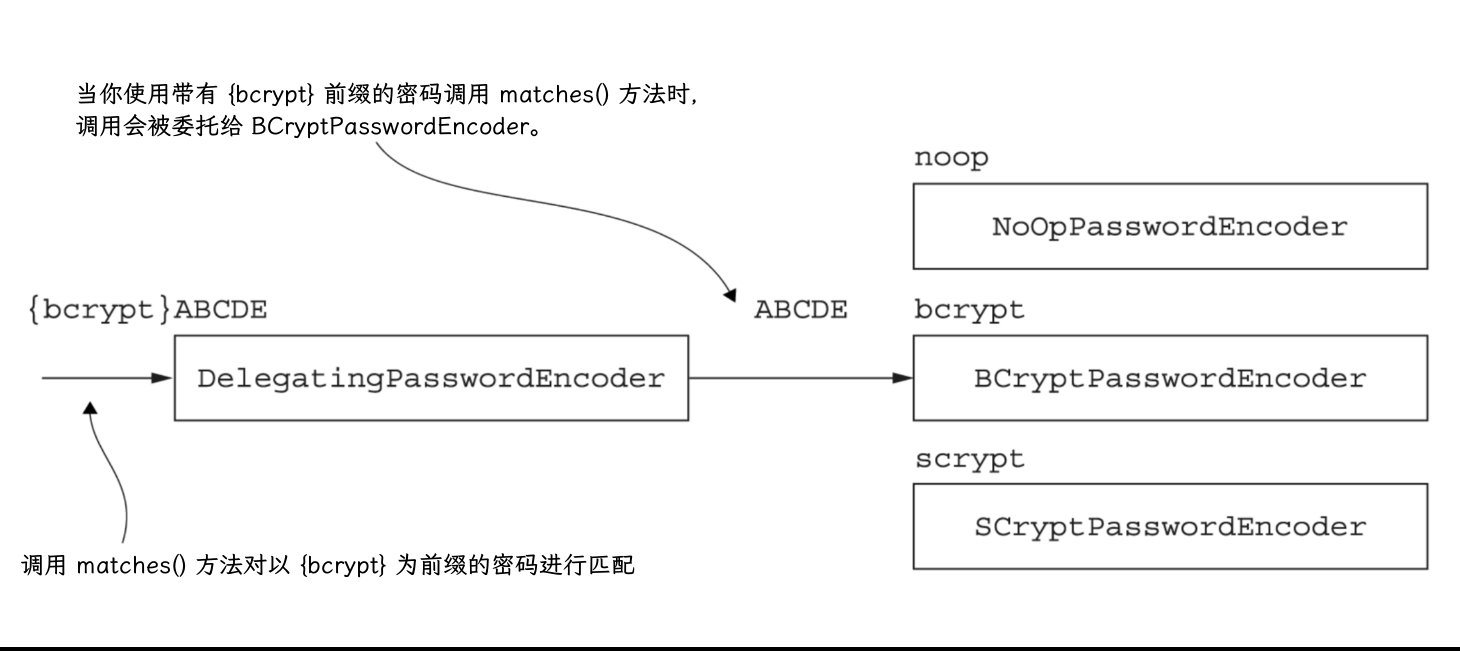 当你使用带有 {bcrypt} 前缀的密码调用 matches() 方法时,
调用会被委托给 BCryptPasswordEncoder。
noop
NoOpPasswordEncoder
{bcrypt}ABCDE
ABCDE
bcrypt
DelegatingPasswordEncoder
BCryptPasswordEncoder
scrypt
SCryptPasswordEncoder
调用 matches() 方法对以 {bcrypt} 为前缀的密码进行匹配